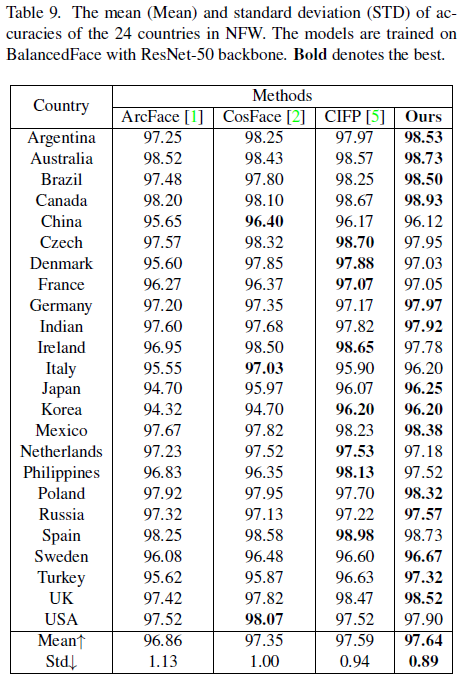 Table 9. The mean (Mean) and standard deviation (STD) of ac-
curacies of the 24 countries in NFW. The models are trained on
BalancedFace with ResNet-50 backbone. Bold denotes the best.
Country Methods
ArcFace [1] CosFace [2] CIFP [5] Ours
Argentina 97.25 98.25 97.97 98.53
Australia 98.52 98.43 98.57 98.73
Brazil 97.48 97.80 98.25 98.50
Canada 98.20 98.10 98.67 98.93
China 95.65 96.40 96.17 96.12
Czech 97.57 98.32 98.70 97.95
Denmark 95.60 97.85 97.88 97.03
France 96.27 96.37 97.07 97.05
Germany 97.20 97.35 97.17 97.97
Indian 97.60 97.68 97.82 97.92
Ireland 96.95 98.50 98.65 97.78
Italy 95.55 97.03 95.90 96.20
Japan 94.70 95.97 96.07 96.25
Korea 94.32 94.70 96.20 96.20
Mexico 97.67 97.82 98.23 98.38
Netherlands 97.23 97.52 97.53 97.18
Philippines 96.83 96.35 98.13 97.52
Poland 97.92 97.95 97.70 98.32
Russia 97.32 97.13 97.22 97.57
Spain 98.25 98.58 98.98 98.73
Sweden 96.08 96.48 96.60 96.67
Turkey 95.62 95.87 96.63 97.32
UK 97.42 97.82 98.47 98.52
USA 97.52 98.07 97.52 97.90
Mean↑ 96.86 97.35 97.59 97.64
Std↓ 1.13 1.00 0.94 0.89